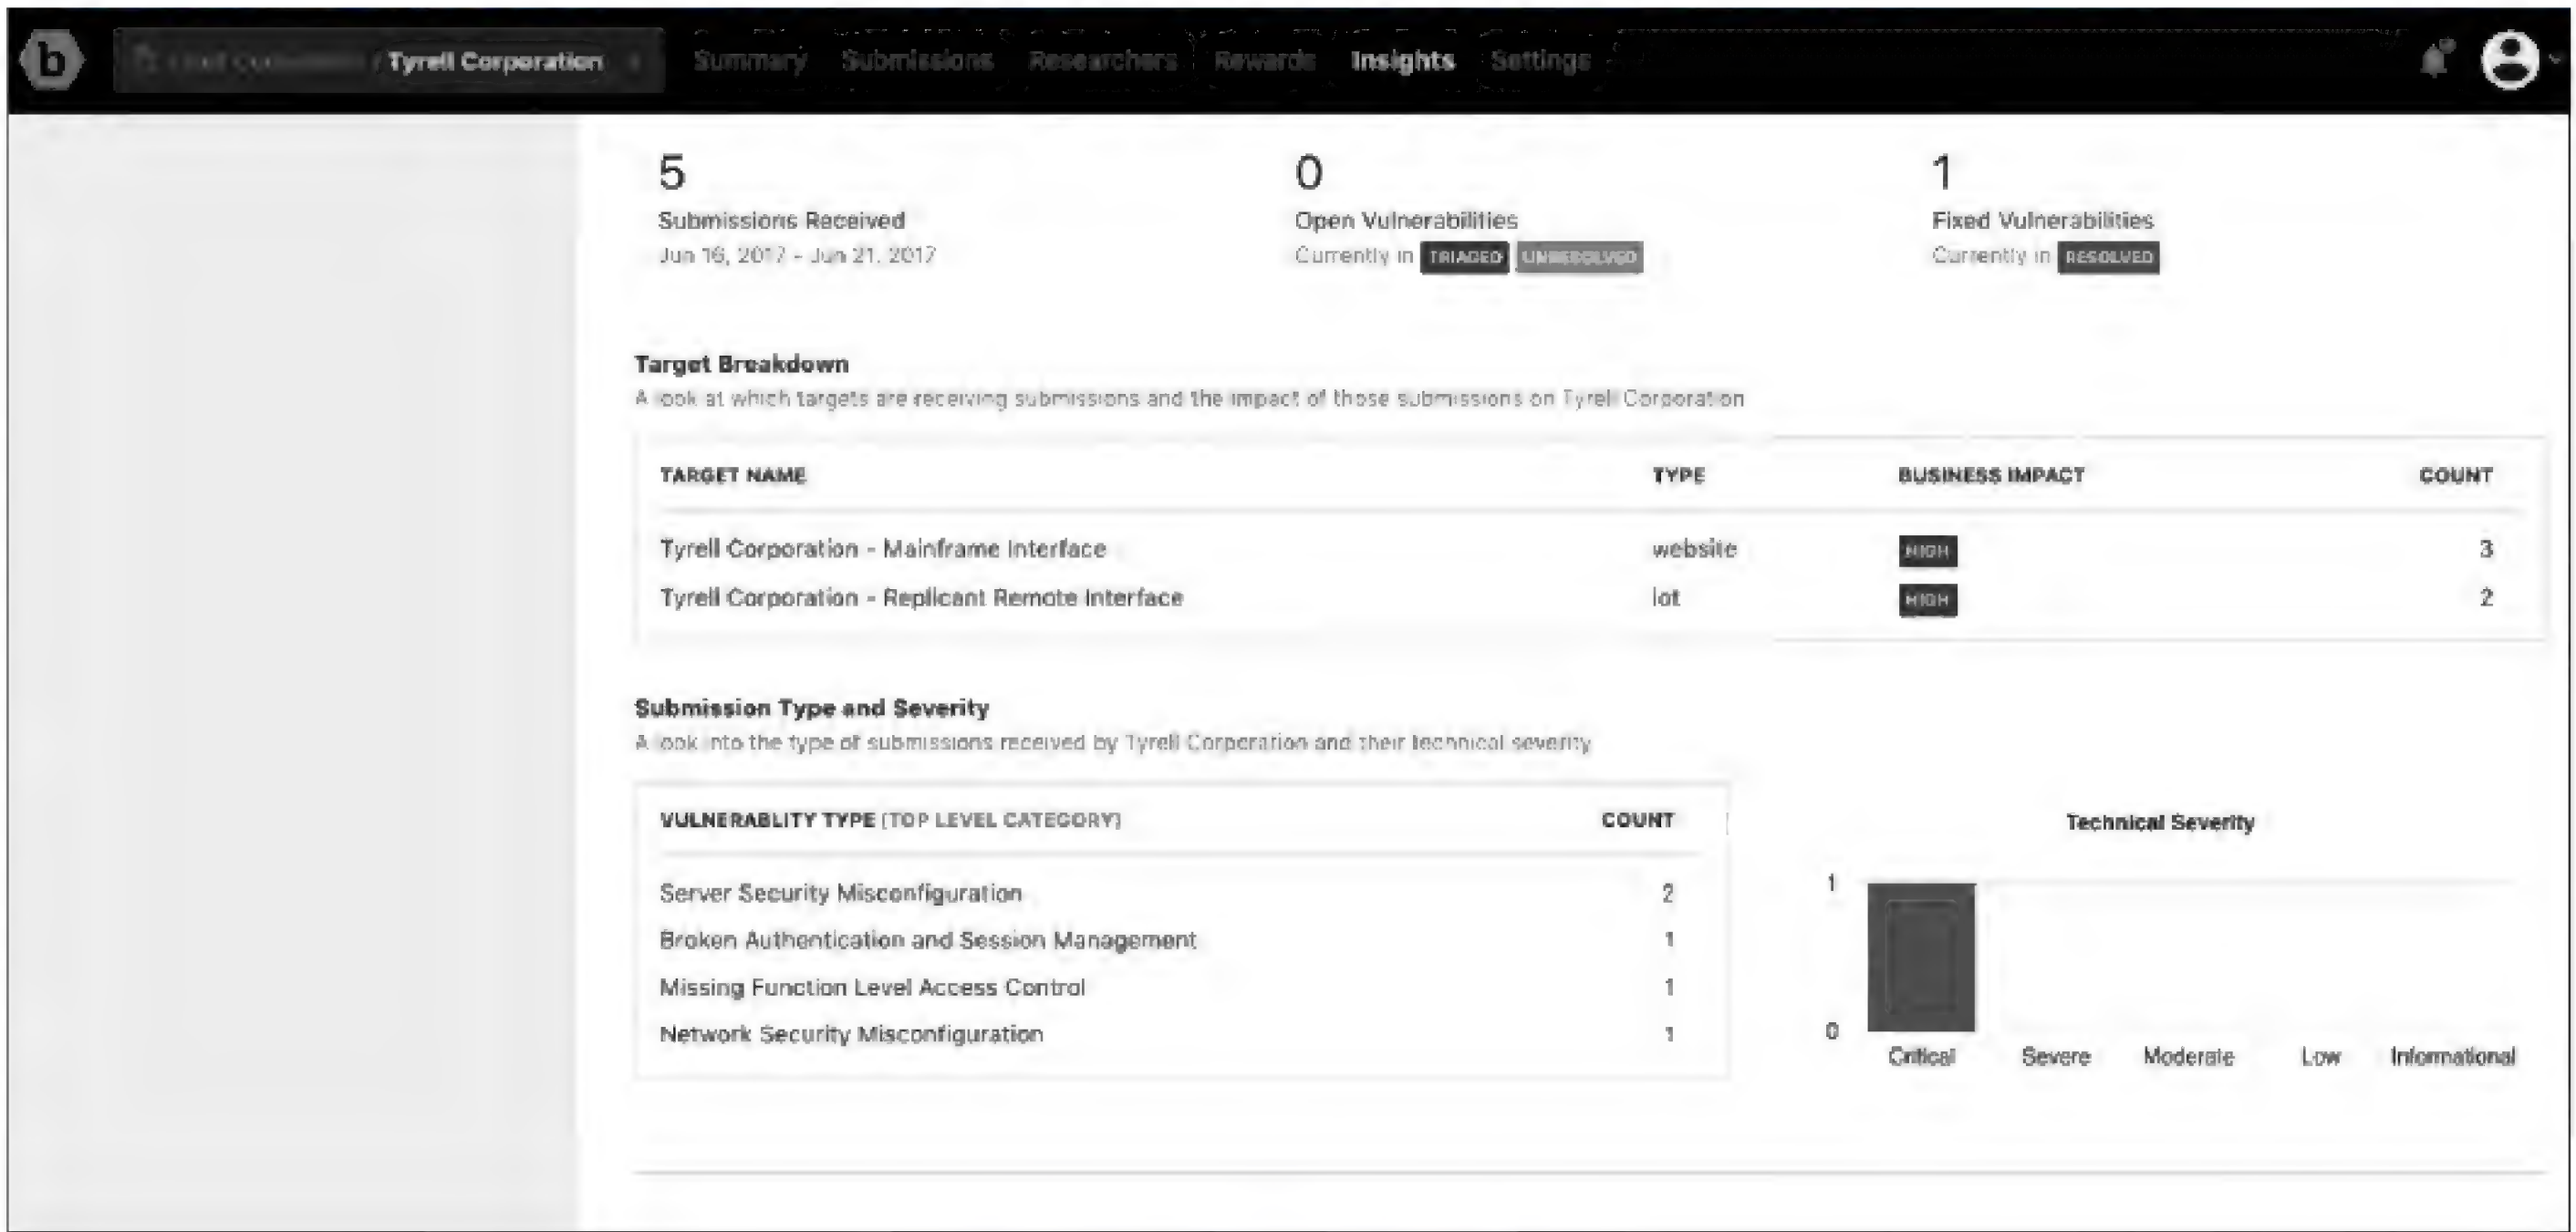 b Tyrell Corporation Summary Submissions Researchers Rewards Insights Settings
5 0 1
Submissions Received Open Vulnerabilities Fixed Vulnerabilities
Jun 16, 2017 - Jun 21, 2017 Currently in TRIAGED UNRESOLVED Currently in RESOLVED
Target Breakdown
A look at which targets are receiving submissions and the impact of those submissions on Tyrell Corporation
TARGET NAME TYPE BUSINESS IMPACT COUNT
Tyrell Corporation - Mainframe Interface website HIGH 3
Tyrell Corporation - Replicant Remote Interface iot HIGH 2
Submission Type and Severity
A look into the type of submissions received by Tyrell Corporation and their technical severity
VULNERABLITY TYPE (TOP LEVEL CATEGORY) COUNT Technical Severity
Server Security Misconfiguration 2 1
Broken Authentication and Session Management 1
Missing Function Level Access Control 1
Network Security Misconfiguration 1 0
Critical Severe Moderate Low Informational